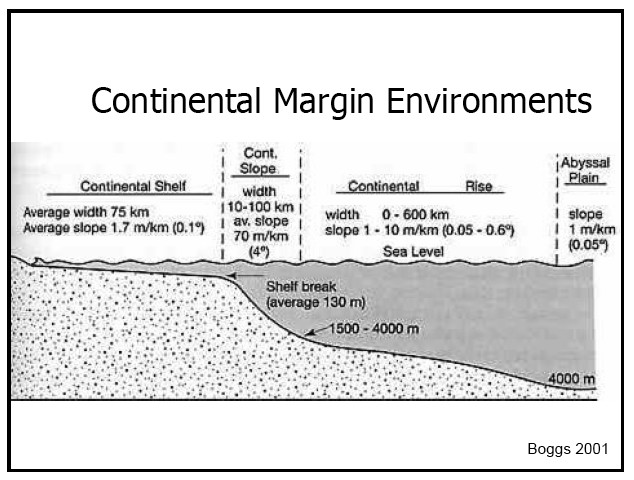 Continental Margin Environments
Continental Shelf
Average width 75 km
Average slope 1.7 m/km (0.1°)
Cont.
Slope
width
10-100 km
av. slope
70 m/km
(4°)
Continental Rise
width 0 - 600 km
slope 1 - 10 m/km (0.05 - 0.6°)
Sea Level
Abyssal
Plain
slope
1 m/km
(0.05°)
Shelf break
(average 130 m)
1500 - 4000 m
4000 m
Boggs 2001